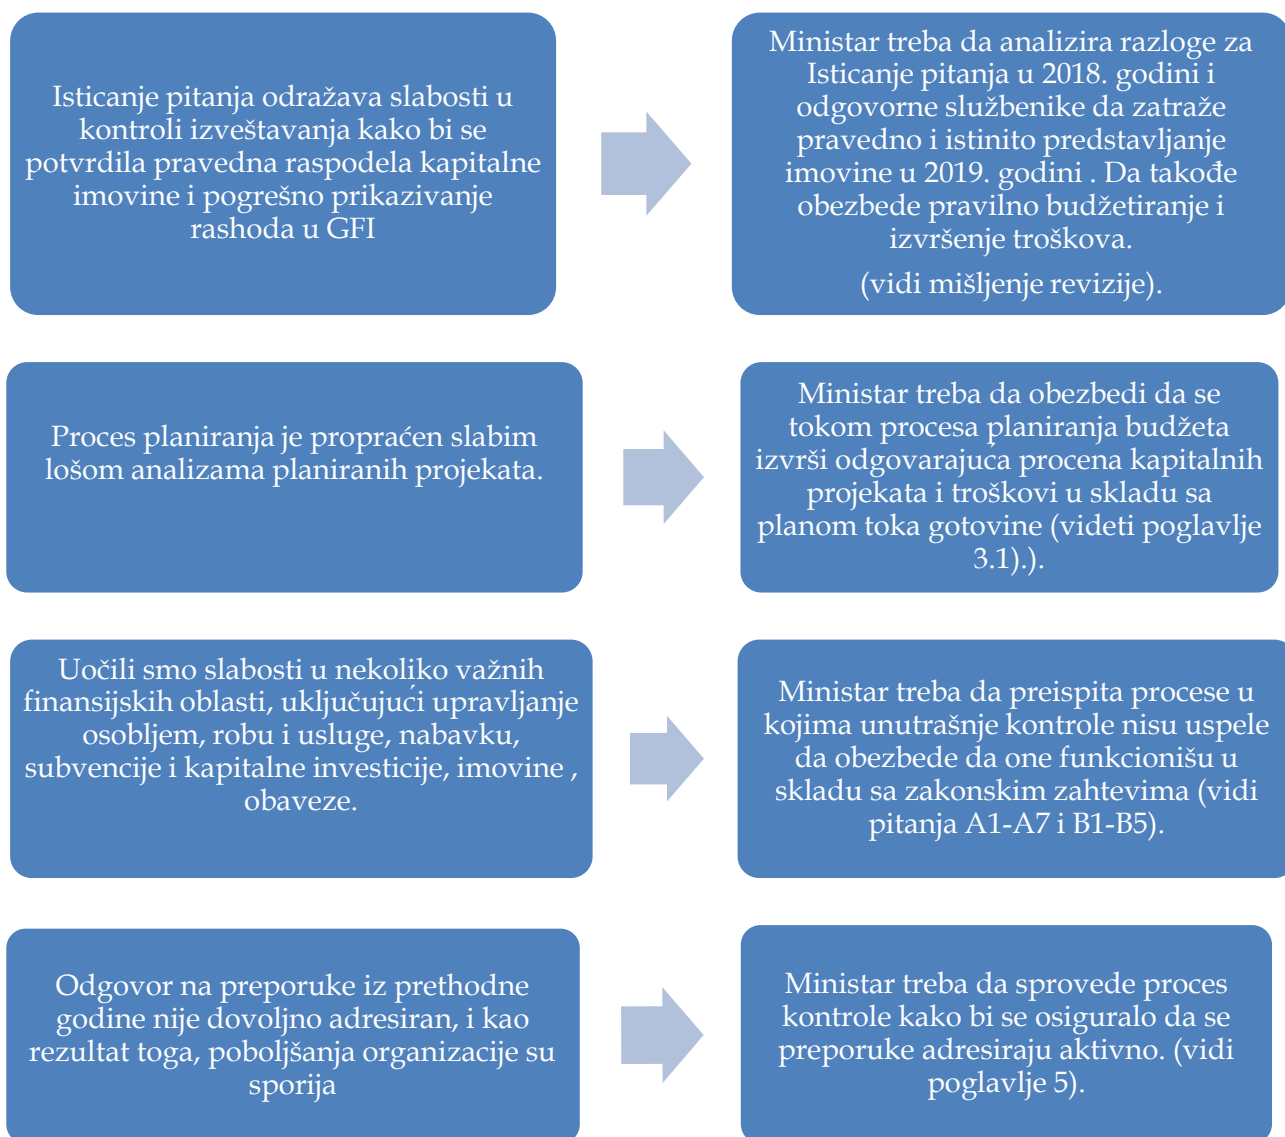 Isticanje pitanja odražava slabosti u
kontroli izveštavanja kako bi se
potvrdila pravedna raspodela kapitalne
imovine i pogrešno prikazivanje
rashoda u GFI
Ministar treba da analizira razloge za
Isticanje pitanja u 2018. godini i
odgovorne službenike da zatraže
pravedno i istinito predstavljanje
imovine u 2019. godini . Da takođe
obezbede pravilno budžetiranje i
izvršenje troškova.
(vidi mišljenje revizije).
Proces planiranja je propraćen slabim
lošom analizama planiranih projekata.
Ministar treba da obezbedi da se
tokom procesa planiranja budžeta
izvrši odgovarajuća procena kapitalnih
projekata i troškovi u skladu sa
planom toka gotovine (videti poglavlje
3.1).).
Uočili smo slabosti u nekoliko važnih
finansijskih oblasti, uključujući upravljanje
osobljem, robu i usluge, nabavku,
subvencije i kapitalne investicije, imovine ,
obaveze.
Ministar treba da preispita procese u
kojima unutrašnje kontrole nisu uspele
da obezbede da one funkcionišu u
skladu sa zakonskim zahtevima (vidi
pitanja A1-A7 i B1-B5).
Odgovor na preporuke iz prethodne
godine nije dovoljno adresiran, i kao
rezultat toga, poboljšanja organizacije su
sporija
Ministar treba da sprovede proces
kontrole kako bi se osiguralo da se
preporuke adresiraju aktivno. (vidi
poglavlje 5).